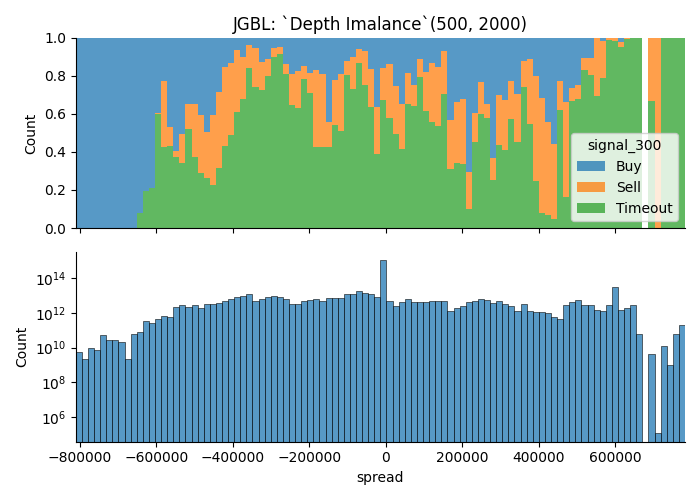 JGBL: `Depth Imalance`(500, 2000)
1.0
0.8
0.6
0.4
0.2
0.0
Count
signal_300
Buy
Sell
Timeout
10^14
10^12
10^10
10^8
10^6
Count
−800000 −600000 −400000 −200000 0 200000 400000 600000
spread